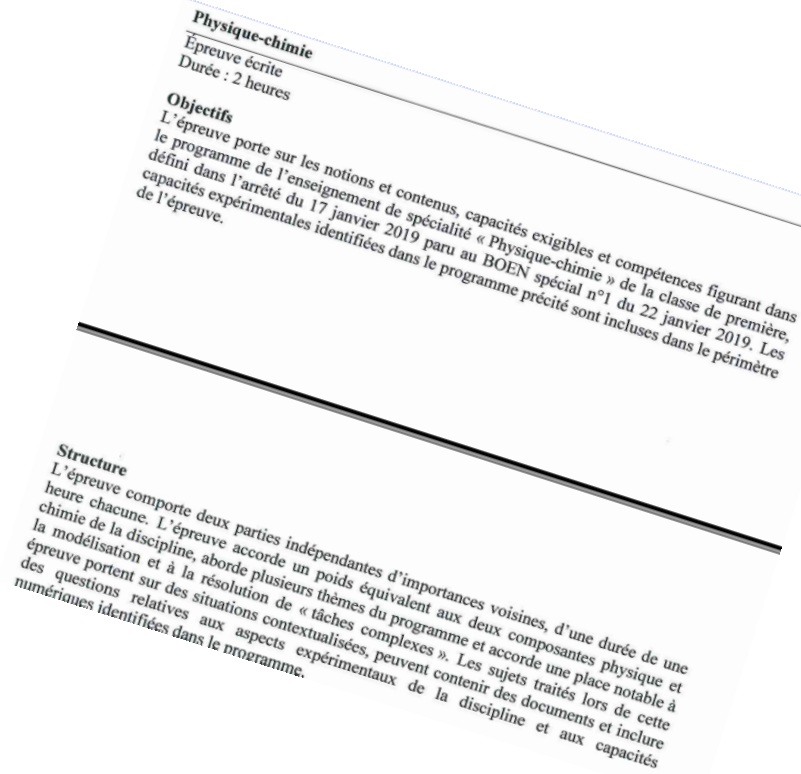 Physique-chimie
Épreuve écrite
Durée : 2 heures
Objectifs
L'épreuve porte sur les notions et contenus, capacités exigibles et compétences figurant dans
le programme de l'enseignement de spécialité « Physique-chimie » de la classe de première,
défini dans l'arrêté du 17 janvier 2019 paru au BOEN spécial n°1 du 22 janvier 2019. Les
capacités expérimentales identifiées dans le programme précité sont incluses dans le périmètre
de l'épreuve.
Structure
L'épreuve comporte deux parties indépendantes d'importances voisines, d'une durée de une
heure chacune. L'épreuve accorde un poids équivalent aux deux composantes physique et
chimie de la discipline, aborde plusieurs thèmes du programme et accorde une place notable à
la modélisation et à la résolution de « tâches complexes ». Les sujets traités lors de cette
épreuve portent sur des situations contextualisées, peuvent contenir des documents et inclure
des questions relatives aux aspects expérimentaux de la discipline et aux capacités
numériques identifiées dans le programme.